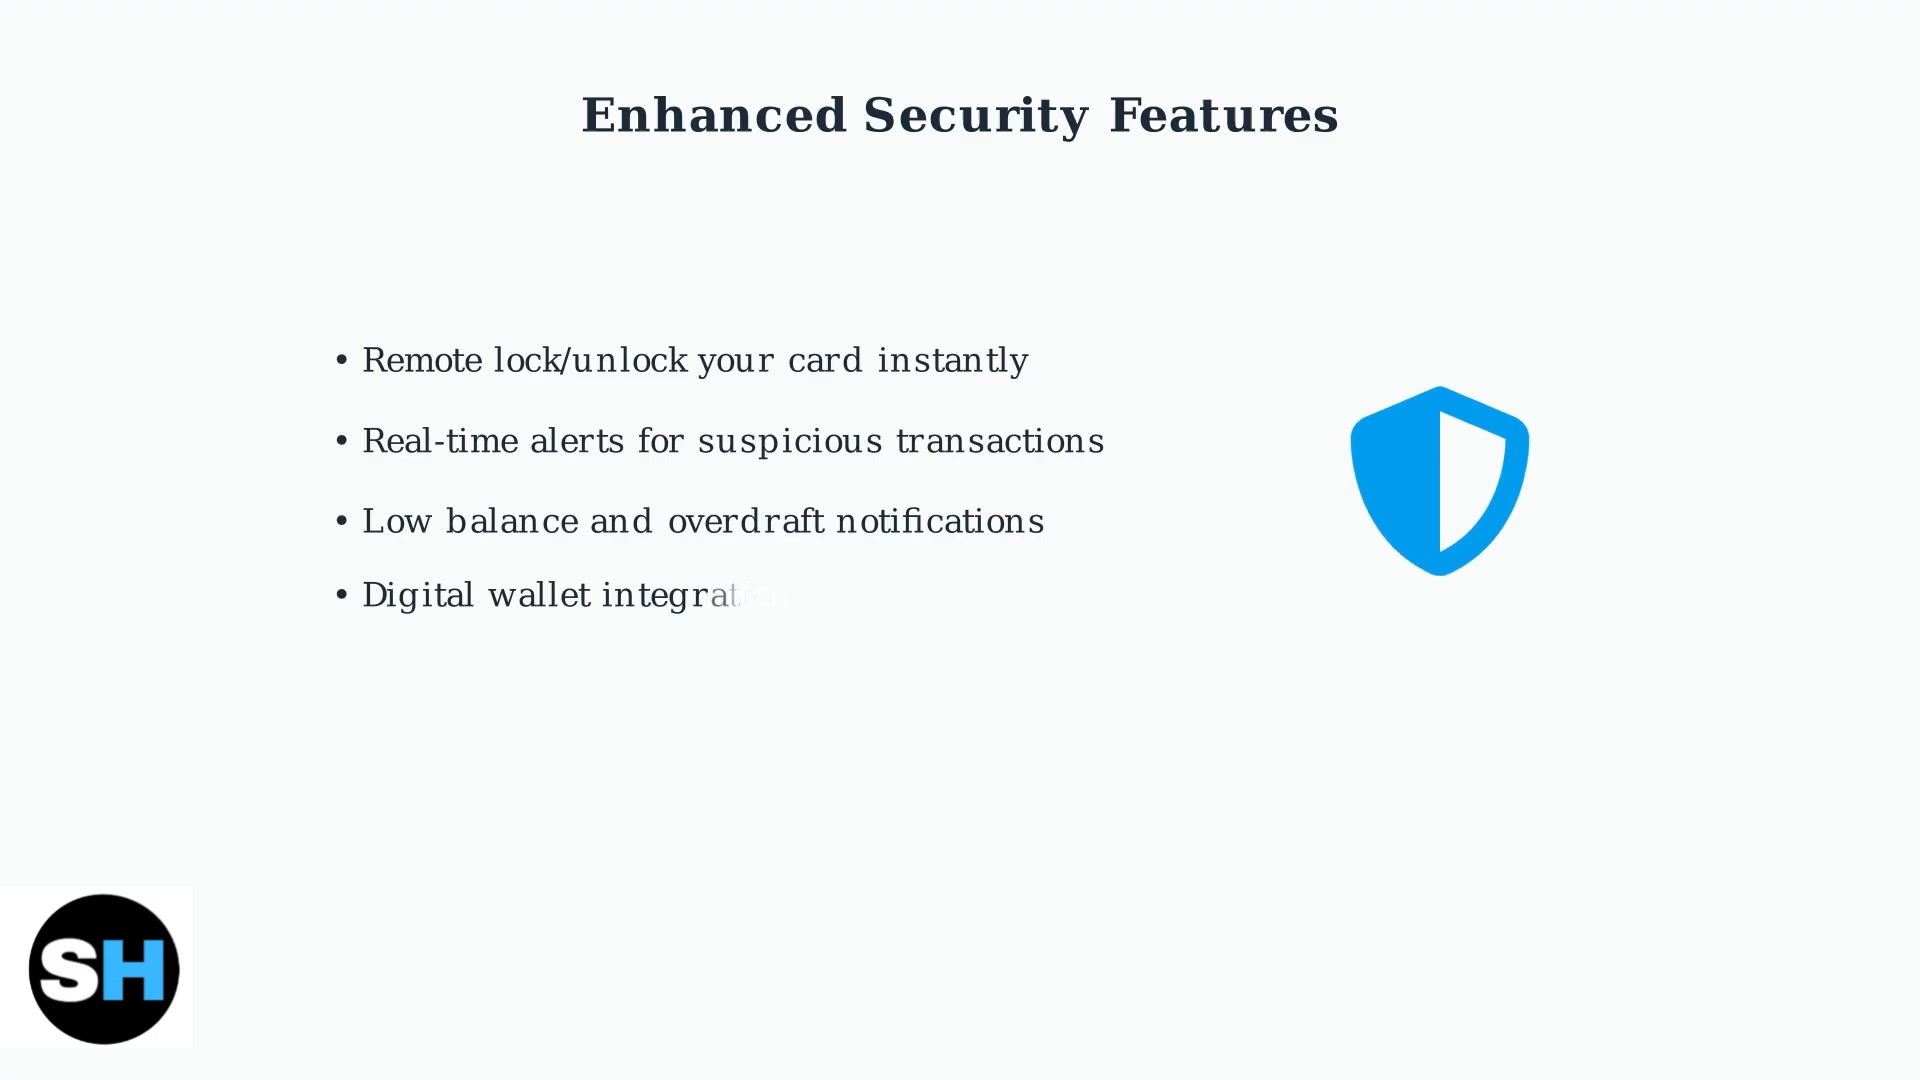 Enhanced Security Features
• Remote lock/unlock your card instantly
• Real-time alerts for suspicious transactions
• Low balance and overdraft notifications
• Digital wallet integration
SH